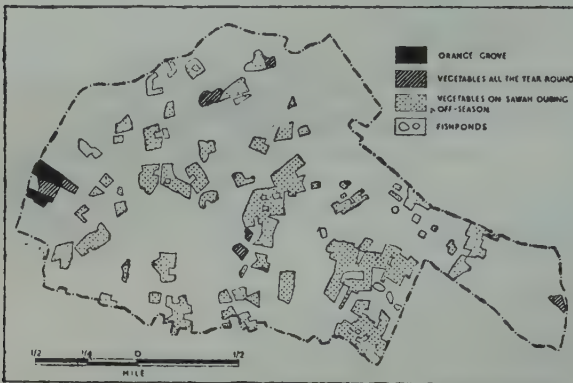 ORANGE GROVE
VEGETABLES ALL THE YEAR ROUND
VEGETABLES ON SAWAH DURING
OFF-SEASON
FISHPONDS
1/2 1/4 0 1/2
MILE